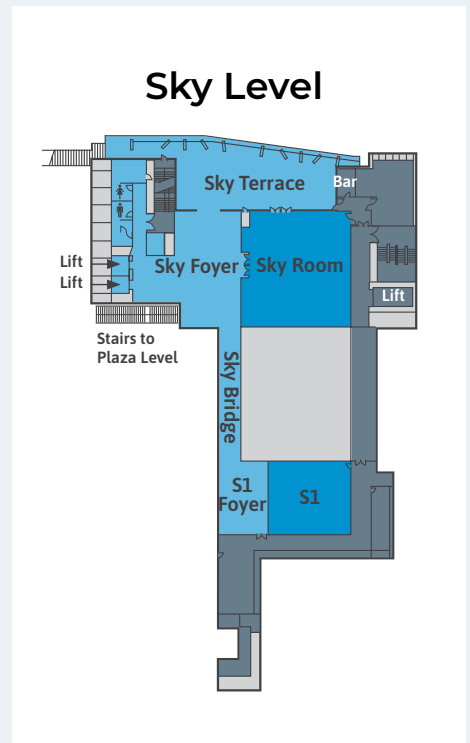 Sky Level
Sky Terrace
Bar
Lift
Lift
Sky Foyer
Sky Room
Lift
Stairs to
Plaza Level
Sky Bridge
S1
Foyer
S1